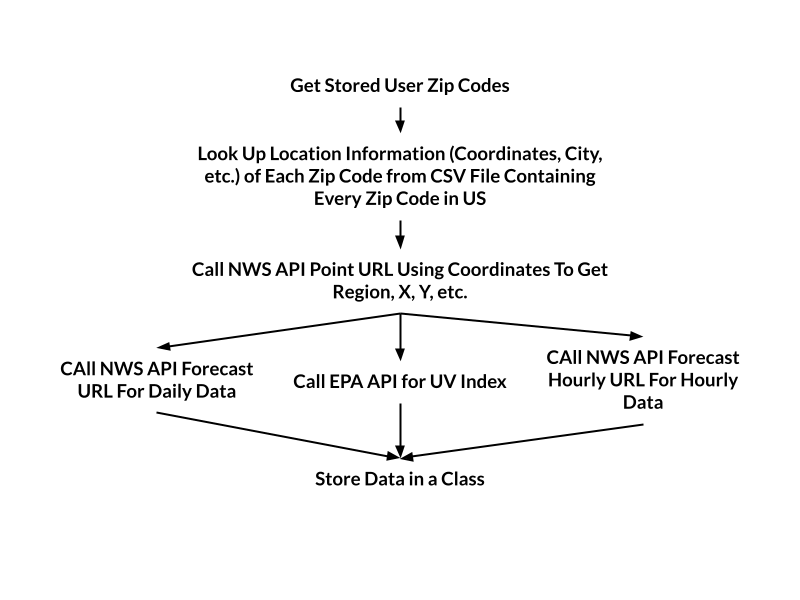 Get Stored User Zip Codes
Look Up Location Information (Coordinates, City,
etc.) of Each Zip Code from CSV File Containing
Every Zip Code in US
Call NWS API Point URL Using Coordinates To Get
Region, X, Y, etc.
CAll NWS API Forecast
URL For Daily Data
Call EPA API for UV Index
CAll NWS API Forecast
Hourly URL For Hourly
Data
Store Data in a Class